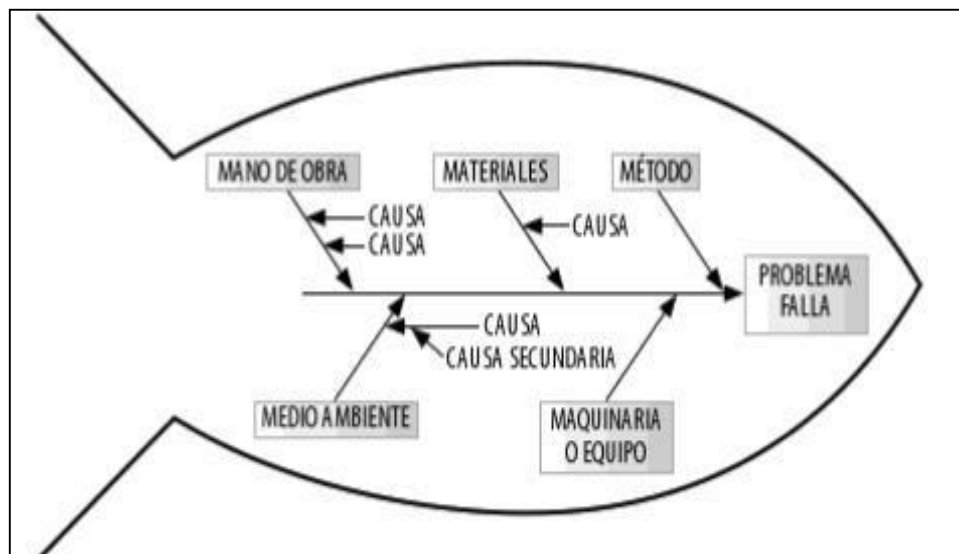 MANO DE OBRA
MATERIALES
MÉTODO
CAUSA
CAUSA
CAUSA
PROBLEMA
FALLA
CAUSA
CAUSA SECUNDARIA
MEDIO AMBIENTE
MAQUINARIA
O EQUIPO